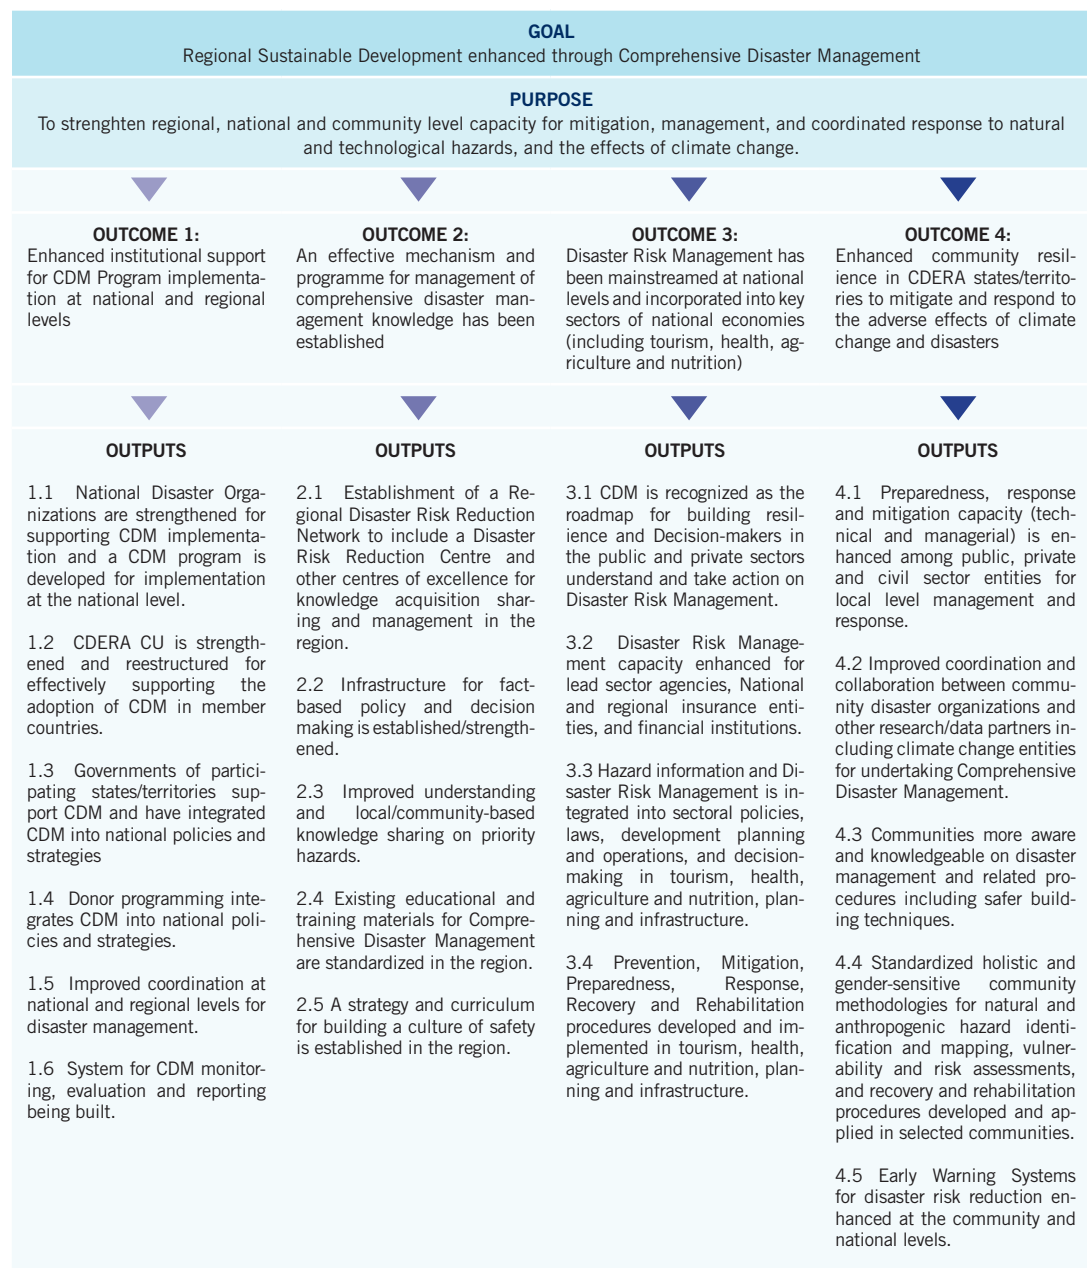 GOAL
Regional Sustainable Development enhanced through Comprehensive Disaster Management
PURPOSE
To strenghten regional, national and community level capacity for mitigation, management, and coordinated response to natural
and technological hazards, and the effects of climate change.
OUTCOME 1:
Enhanced institutional support
for CDM Program implementa-
tion at national and regional
levels
OUTCOME 2:
An effective mechanism and
programme for management of
comprehensive disaster man-
agement knowledge has been
established
OUTCOME 3:
Disaster Risk Management has
been mainstreamed at national
levels and incorporated into key
sectors of national economies
(including tourism, health, ag-
riculture and nutrition)
OUTCOME 4:
Enhanced community resil-
ience in CDERA states/territo-
ries to mitigate and respond to
the adverse effects of climate
change and disasters
OUTPUTS
1.1 National Disaster Orga-
nizations are strengthened for
supporting CDM implementa-
tion and a CDM program is
developed for implementation
at the national level.
1.2 CDERA CU is strength-
ened and reestructured for
effectively supporting the
adoption of CDM in member
countries.
1.3 Governments of partici-
pating states/territories sup-
port CDM and have integrated
CDM into national policies and
strategies
1.4 Donor programming inte-
grates CDM into national poli-
cies and strategies.
1.5 Improved coordination at
national and regional levels for
disaster management.
1.6 System for CDM monitor-
ing, evaluation and reporting
being built.
OUTPUTS
2.1 Establishment of a Re-
gional Disaster Risk Reduction
Network to include a Disaster
Risk Reduction Centre and
other centres of excellence for
knowledge acquisition shar-
ing and management in the
region.
2.2 Infrastructure for fact-
based policy and decision
making is established/strength-
ened.
2.3 Improved understanding
and local/community-based
knowledge sharing on priority
hazards.
2.4 Existing educational and
training materials for Compre-
hensive Disaster Management
are standardized in the region.
2.5 A strategy and curriculum
for building a culture of safety
is established in the region.
OUTPUTS
3.1 CDM is recognized as the
roadmap for building resil-
ience and Decision-makers in
the public and private sectors
understand and take action on
Disaster Risk Management.
3.2 Disaster Risk Manage-
ment capacity enhanced for
lead sector agencies, National
and regional insurance enti-
ties, and financial institutions.
3.3 Hazard information and Di-
saster Risk Management is in-
tegrated into sectoral policies,
laws, development planning
and operations, and decision-
making in tourism, health,
agriculture and nutrition, plan-
ning and infrastructure.
3.4 Prevention, Mitigation,
Preparedness, Response,
Recovery and Rehabilitation
procedures developed and im-
plemented in tourism, health,
agriculture and nutrition, plan-
ning and infrastructure.
OUTPUTS
4.1 Preparedness, response
and mitigation capacity (tech-
nical and managerial) is en-
hanced among public, private
and civil sector entities for
local level management and
response.
4.2 Improved coordination and
collaboration between commu-
nity disaster organizations and
other research/data partners in-
cluding climate change entities
for undertaking Comprehensive
Disaster Management.
4.3 Communities more aware
and knowledgeable on disaster
management and related pro-
cedures including safer build-
ing techniques.
4.4 Standardized holistic and
gender-sensitive community
methodologies for natural and
anthropogenic hazard identi-
fication and mapping, vulner-
ability and risk assessments,
and recovery and rehabilitation
procedures developed and ap-
plied in selected communities.
4.5 Early Warning Systems
for disaster risk reduction en-
hanced at the community and
national levels.